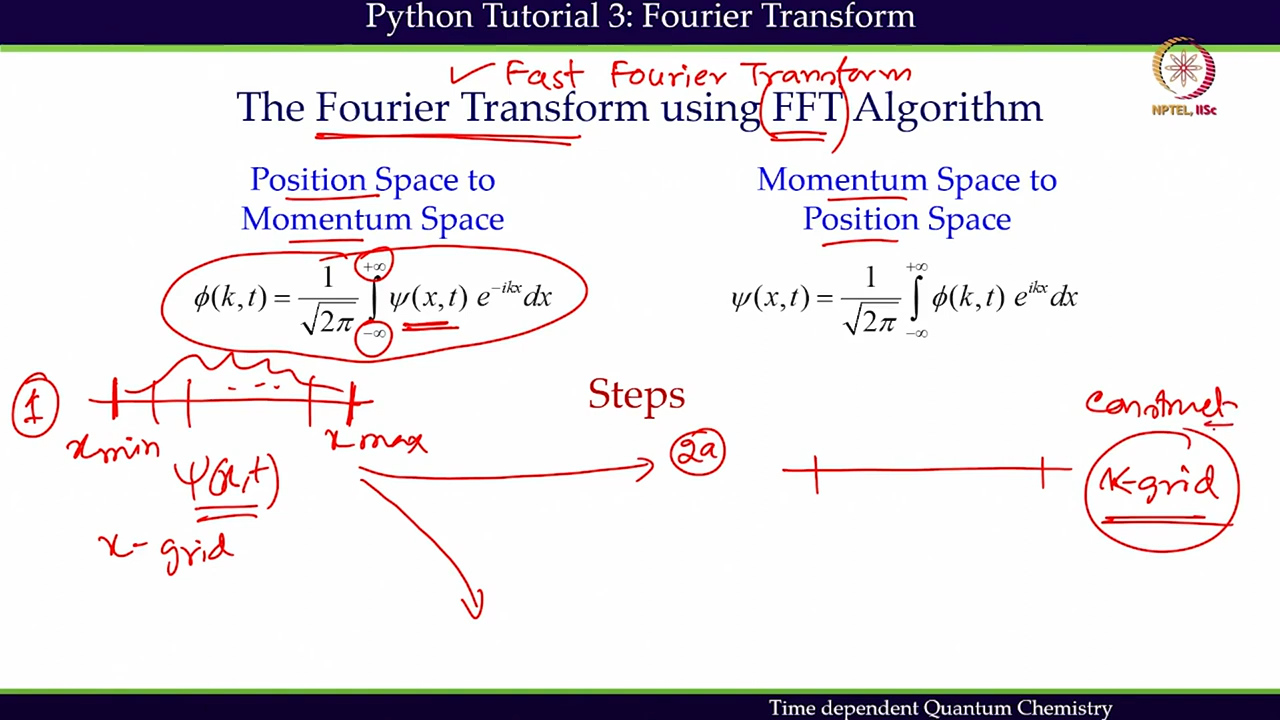 Python Tutorial 3: Fourier Transform
✓ Fast Fourier Transform
The Fourier Transform using FFT Algorithm
NPTEL, IISc
Position Space to
Momentum Space
ϕ(k,t) = 1/√2π ∫_{-∞}^{+∞} ψ(x,t) e^{-ikx} dx
Momentum Space to
Position Space
ψ(x,t) = 1/√2π ∫_{-∞}^{+∞} ϕ(k,t) e^{ikx} dx
Steps
1
xmin
xmax
ψ(x,t)
x-grid
2a
construct
k-grid
Time dependent Quantum Chemistry